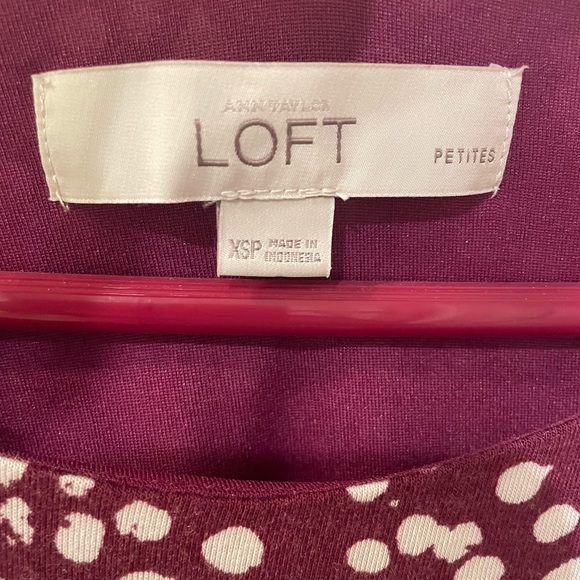 ANN TAYLOR
LOFT
PETITES
XSP
MADE IN
INDONESIA